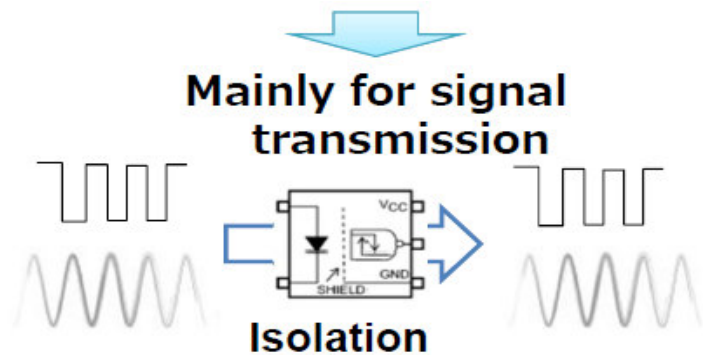 Mainly for signal
transmission
VCC
GND
SHIELD
Isolation